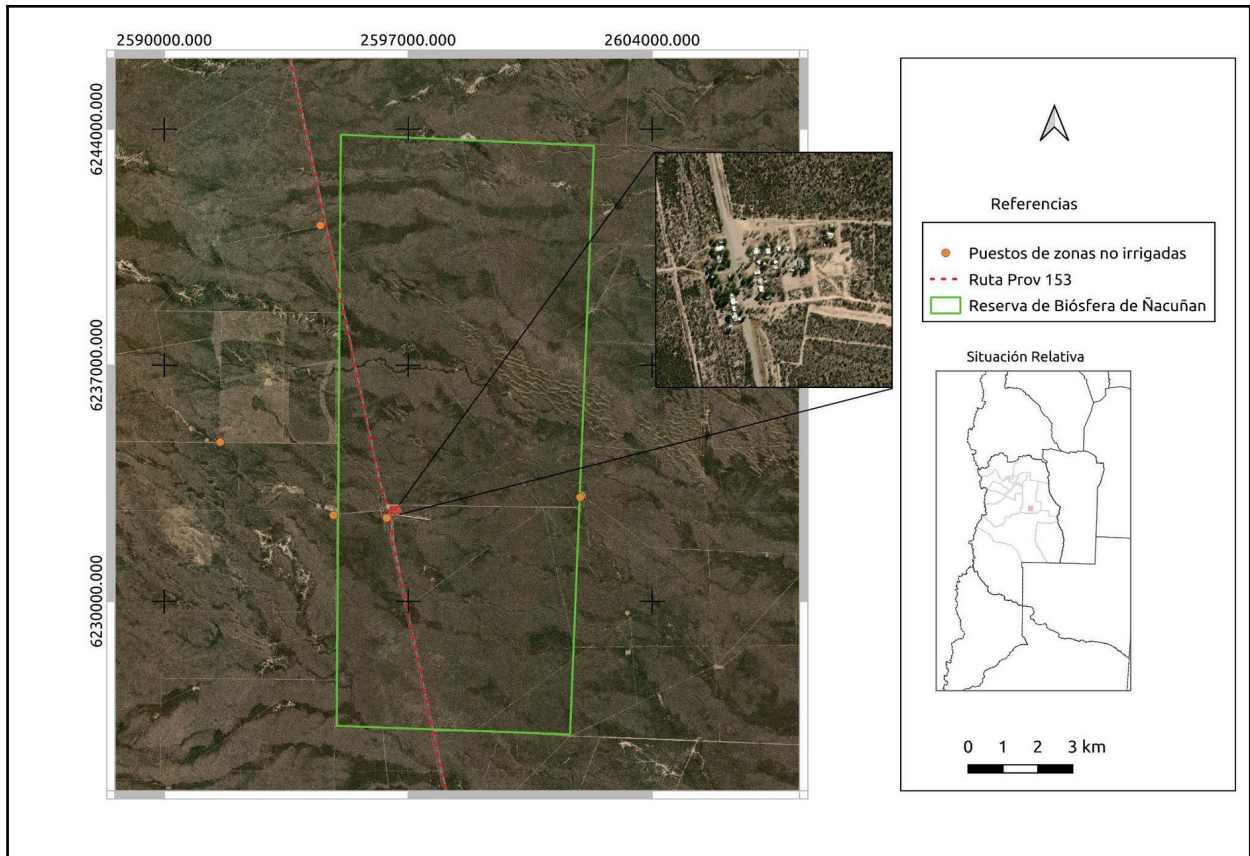 2590000.000 2597000.000 2604000.000
6244000.000
6237000.000
6230000.000
Referencias
Puestos de zonas no irrigadas
Ruta Prov 153
Reserva de Biósfera de Ñacuñan
Situación Relativa
0 1 2 3 km